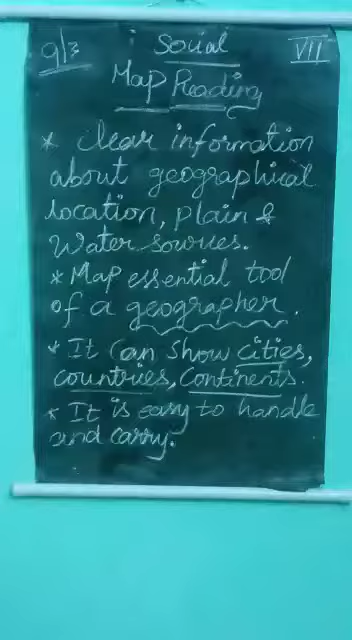 9/3 Social VII
Map Reading
* clear information
about geographical
location, plain &
Water sources.
* Map essential tool
of a geographer.
* It Can Show Cities,
Countries, Continents.
* It is easy to handle
and carry.